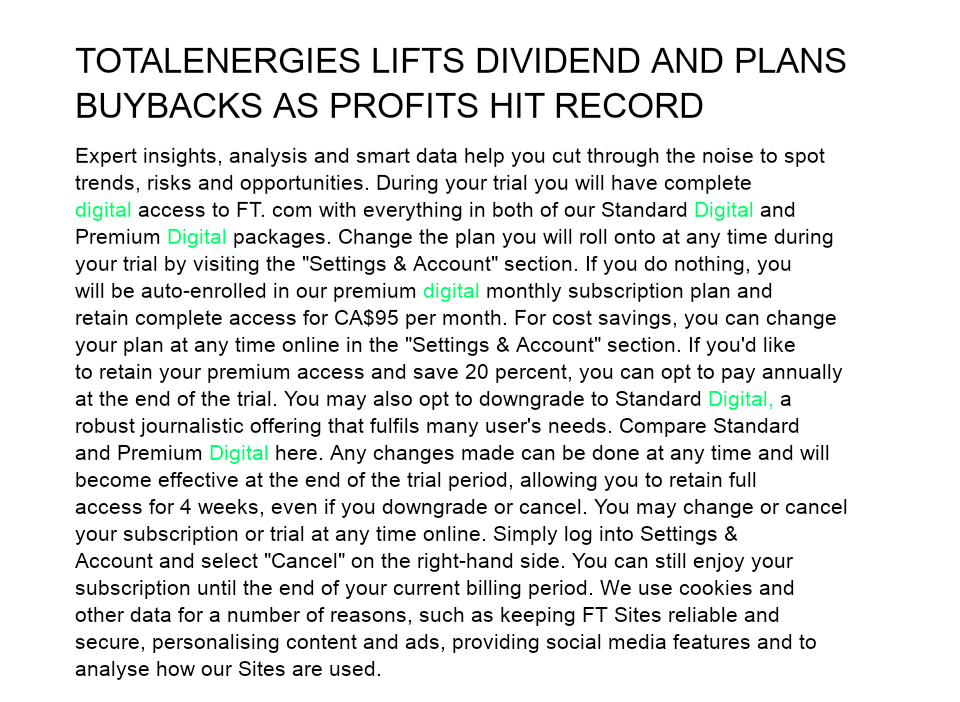 TOTALENERGIES LIFTS DIVIDEND AND PLANS
BUYBACKS AS PROFITS HIT RECORD
Expert insights, analysis and smart data help you cut through the noise to spot
trends, risks and opportunities. During your trial you will have complete
digital access to FT. com with everything in both of our Standard Digital and
Premium Digital packages. Change the plan you will roll onto at any time during
your trial by visiting the "Settings & Account" section. If you do nothing, you
will be auto-enrolled in our premium digital monthly subscription plan and
retain complete access for CA$95 per month. For cost savings, you can change
your plan at any time online in the "Settings & Account" section. If you'd like
to retain your premium access and save 20 percent, you can opt to pay annually
at the end of the trial. You may also opt to downgrade to Standard Digital, a
robust journalistic offering that fulfils many user's needs. Compare Standard
and Premium Digital here. Any changes made can be done at any time and will
become effective at the end of the trial period, allowing you to retain full
access for 4 weeks, even if you downgrade or cancel. You may change or cancel
your subscription or trial at any time online. Simply log into Settings &
Account and select "Cancel" on the right-hand side. You can still enjoy your
subscription until the end of your current billing period. We use cookies and
other data for a number of reasons, such as keeping FT Sites reliable and
secure, personalising content and ads, providing social media features and to
analyse how our Sites are used.